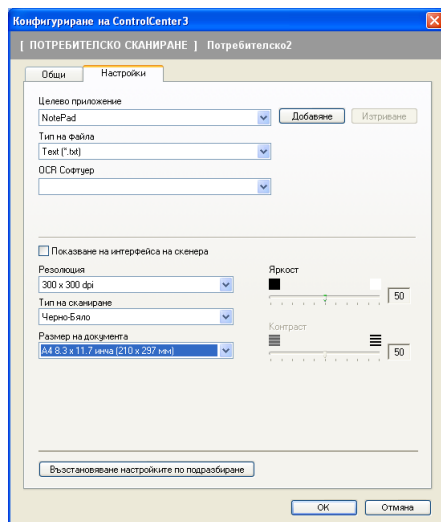 Конфигуриране на ControlCenter3
[ ПОТРЕБИТЕЛСКО СКАНИРАНЕ ] Потребителско2
Общи Настройки
Целево приложение
NotePad Добавяне Изтриване
Тип на файла
Text (*.txt)
OCR Софтуер
Показване на интерфейса на скенера
Резолюция Яркост
300 x 300 dpi 50
Тип на сканиране
Черно-Бяло
Размер на документа Контраст
A4 8.3 x 11.7 инча (210 x 297 мм) 50
Възстановяване настройките по подразбиране
OK Отмяна